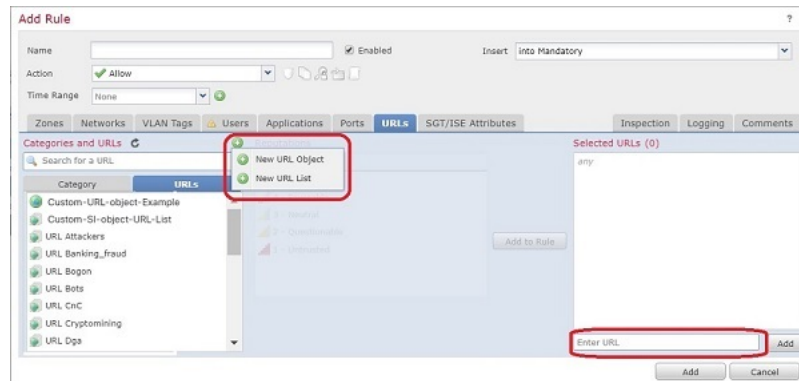 Add Rule ?
Name Enabled Insert into Mandatory
Action Allow
Time Range None
Zones Networks VLAN Tags Users Applications Ports URLs SGT/ISE Attributes Inspection Logging Comments
Categories and URLs Selected URLs (0)
Search for a URL New URL Object any
New URL List
Category URLs
Custom-URL-object-Example
Custom-SI-object-URL-List
URL Attackers
URL Banking_fraud Add to Rule
URL Bogon
URL Bots
URL CnC
URL Cryptomining
URL Dga Enter URL Add
Add Cancel